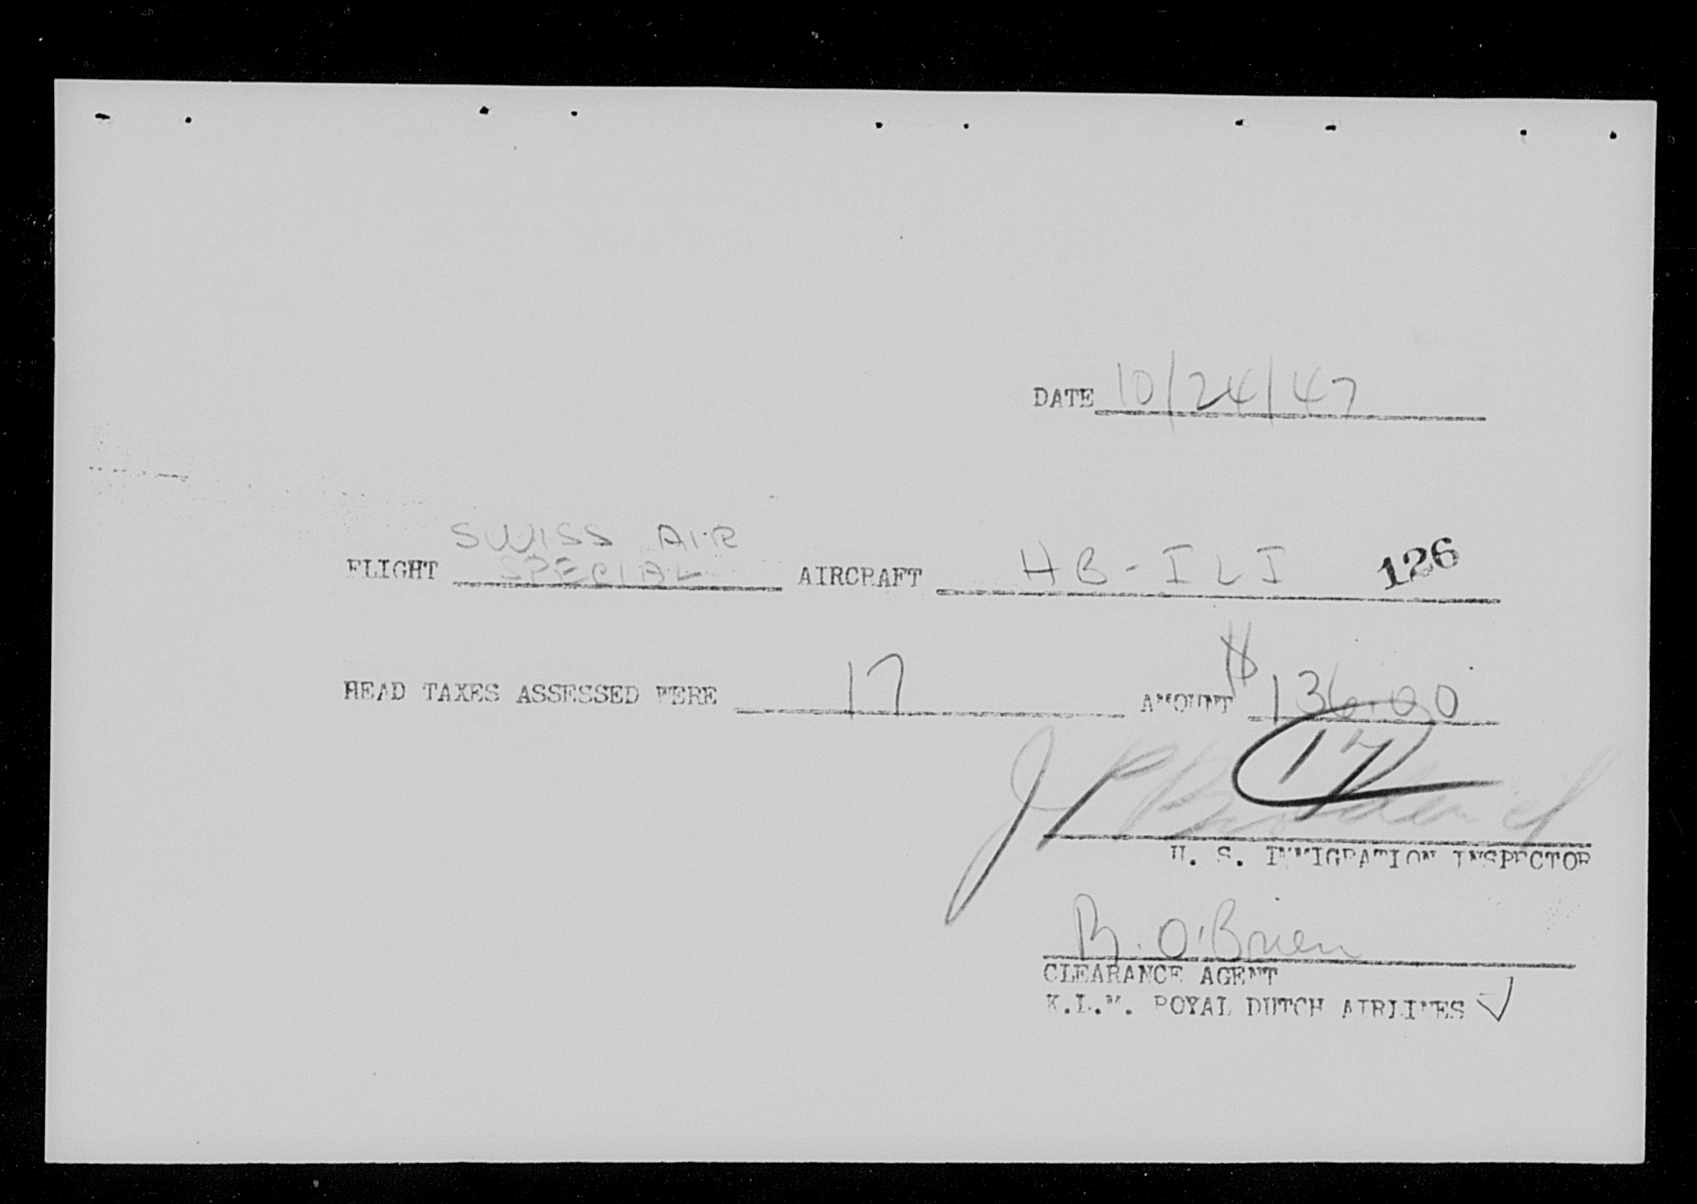 DATE 10/24/47
SWISS AIR
FLIGHT SPECIAL AIRCRAFT HB-ILI 126
HEAD TAXES ASSESSED WERE 17 AMOUNT $136.00
17
J P
U. S. IMMIGRATION INSPECTOR
R. O'Brien
CLEARANCE AGENT
K.L.M. ROYAL DUTCH AIRLINES